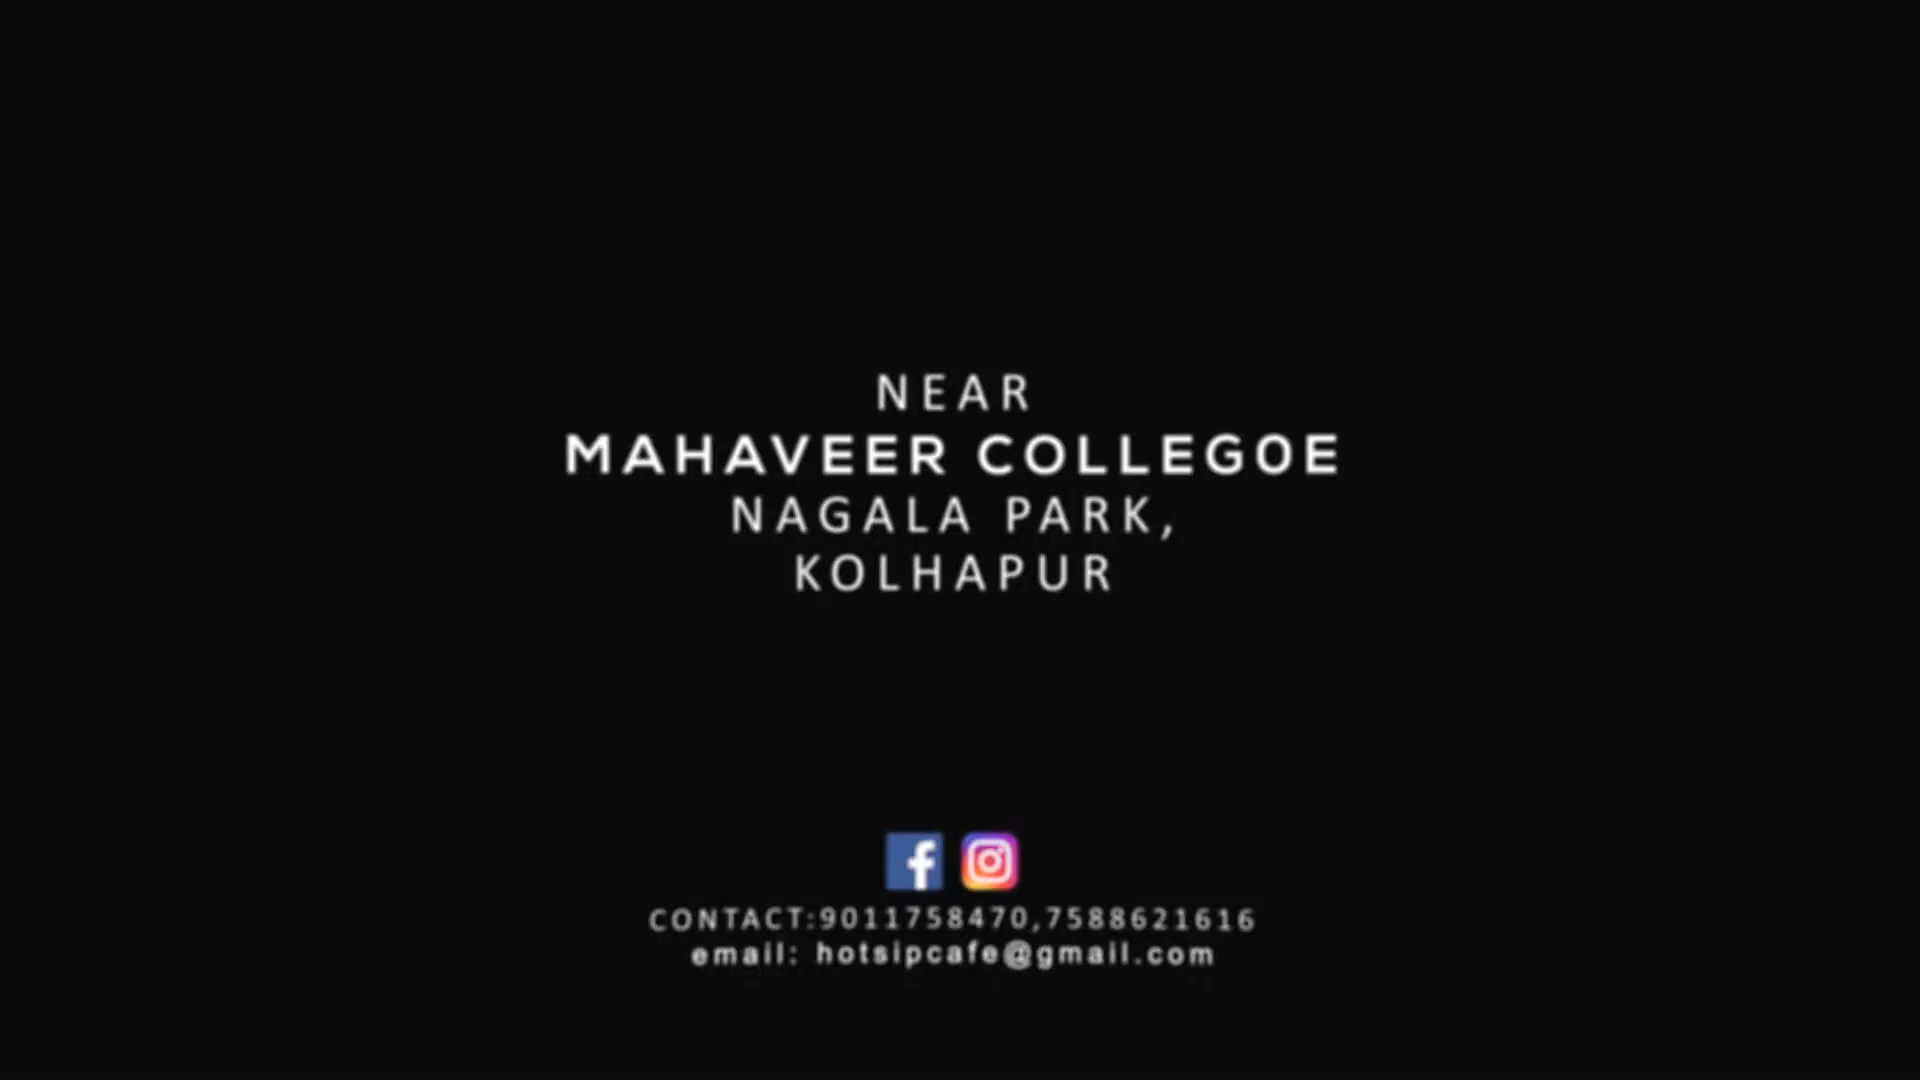 NEAR
MAHAVEER COLLEGOE
NAGALA PARK,
KOLHAPUR
CONTACT:9011758470,7588621616
email: hotsipcafe@gmail.com